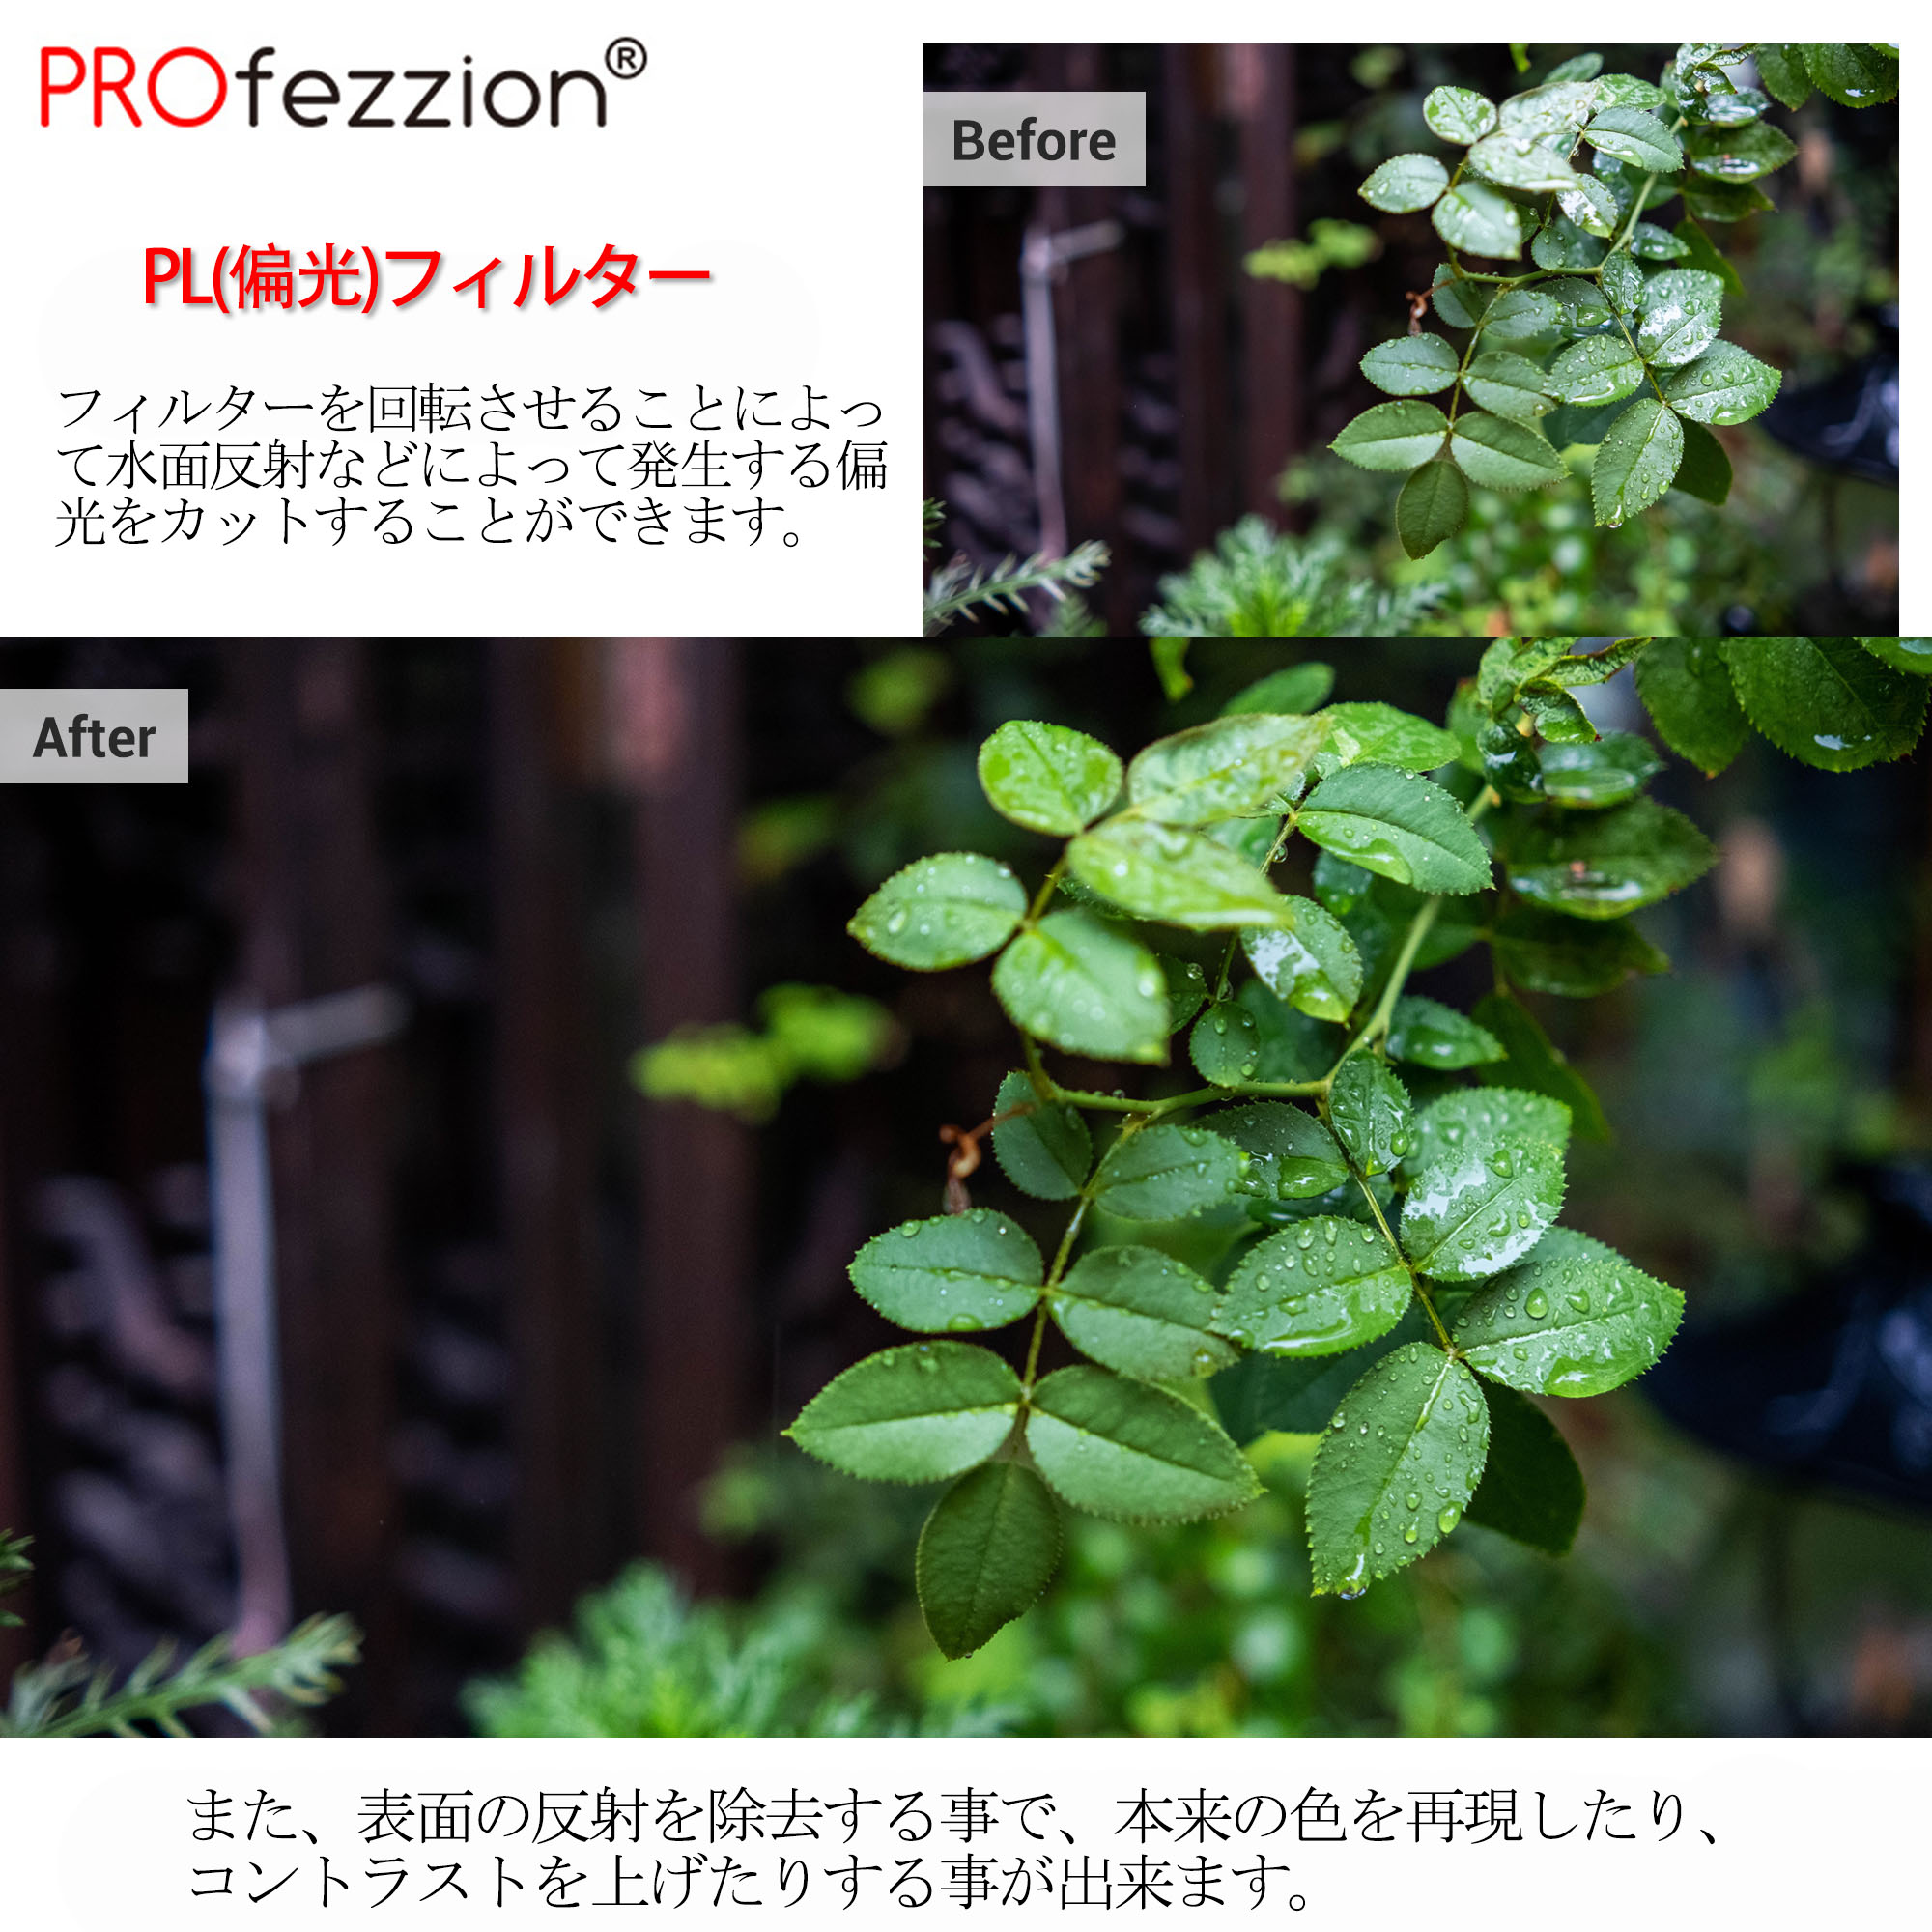 PROfezzion®
PL(偏光)フィルター
フィルターを回転させることによっ
て水面反射などによって発生する偏
光をカットすることができます。
Before
After
また、表面の反射を除去する事で、本来の色を再現したり、
コントラストを上げたりする事が出来ます。